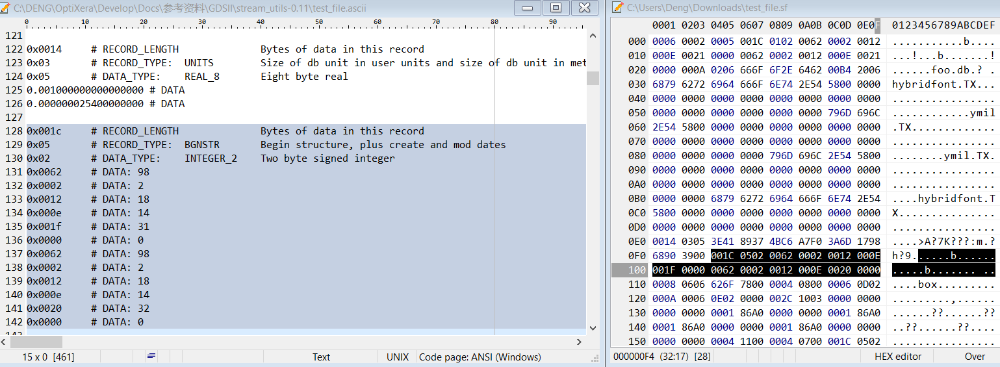 C:\DENG\OptiXera\Develop\Docs\参考资料\GDSII\stream_utils-0.11\test_file.ascii
0 10 20 30 40 50 60 70 80 90
121
122 0x0014 # RECORD_LENGTH Bytes of data in this record
123 0x03 # RECORD_TYPE: UNITS Size of db unit in user units and size of db unit in met
124 0x05 # DATA_TYPE: REAL_8 Eight byte real
125 0.001000000000000000 # DATA
126 0.000000025400000000 # DATA
127
128 0x001c # RECORD_LENGTH Bytes of data in this record
129 0x05 # RECORD_TYPE: BGNSTR Begin structure, plus create and mod dates
130 0x02 # DATA_TYPE: INTEGER_2 Two byte signed integer
131 0x0062 # DATA: 98
132 0x0002 # DATA: 2
133 0x0012 # DATA: 18
134 0x000e # DATA: 14
135 0x001f # DATA: 31
136 0x0000 # DATA: 0
137 0x0062 # DATA: 98
138 0x0002 # DATA: 2
139 0x0012 # DATA: 18
140 0x000e # DATA: 14
141 0x0020 # DATA: 32
142 0x0000 # DATA: 0
15 x 0 [461] Text UNIX Code page: ANSI (Windows)
C:\Users\Deng\Downloads\test_file.sf
0001 0203 0405 0607 0809 0A0B 0C0D 0E0F 0123456789ABCDEF
000 0006 0002 0005 001C 0102 0062 0002 0012 ...........b....
010 000E 0021 0000 0062 0002 0012 000E 0021 ...!...b.......!
020 0000 000A 0206 666F 6F2E 6462 00B4 2006 ......foo.db.? .
030 6879 6272 6964 666F 6E74 2E54 5800 0000 hybridfont.TX...
040 0000 0000 0000 0000 0000 0000 0000 0000 ................
050 0000 0000 0000 0000 0000 0000 796D 696C ............ymil
060 2E54 5800 0000 0000 0000 0000 0000 0000 .TX.............
070 0000 0000 0000 0000 0000 0000 0000 0000 ................
080 0000 0000 0000 0000 796D 696C 2E54 5800 ........ymil.TX.
090 0000 0000 0000 0000 0000 0000 0000 0000 ................
0A0 0000 0000 0000 0000 0000 0000 0000 0000 ................
0B0 0000 0000 6879 6272 6964 666F 6E74 2E54 ....hybridfont.T
0C0 5800 0000 0000 0000 0000 0000 0000 0000 X...............
0D0 0000 0000 0000 0000 0000 0000 0000 0000 ................
0E0 0014 0305 3E41 8937 4BC6 A7F0 3A6D 1798 ....>A?7K???:m.?
0F0 6890 3900 001C 0502 0062 0002 0012 000E h?9......b......
100 001F 0000 0062 0002 0012 000E 0020 0000 .....b....... ..
110 0008 0606 626F 7800 0004 0800 0006 0D02 ....box.........
120 000A 0006 0E02 0000 002C 1003 0000 0000 .........,......
130 0000 0000 0001 86A0 0000 0000 0001 86A0 ......??......??
140 0001 86A0 0000 0000 0001 86A0 0000 0000 ..??......??....
150 0000 0000 0004 1100 0004 0700 001C 0502 ................
000000F4 (32:17) [28] HEX editor Over